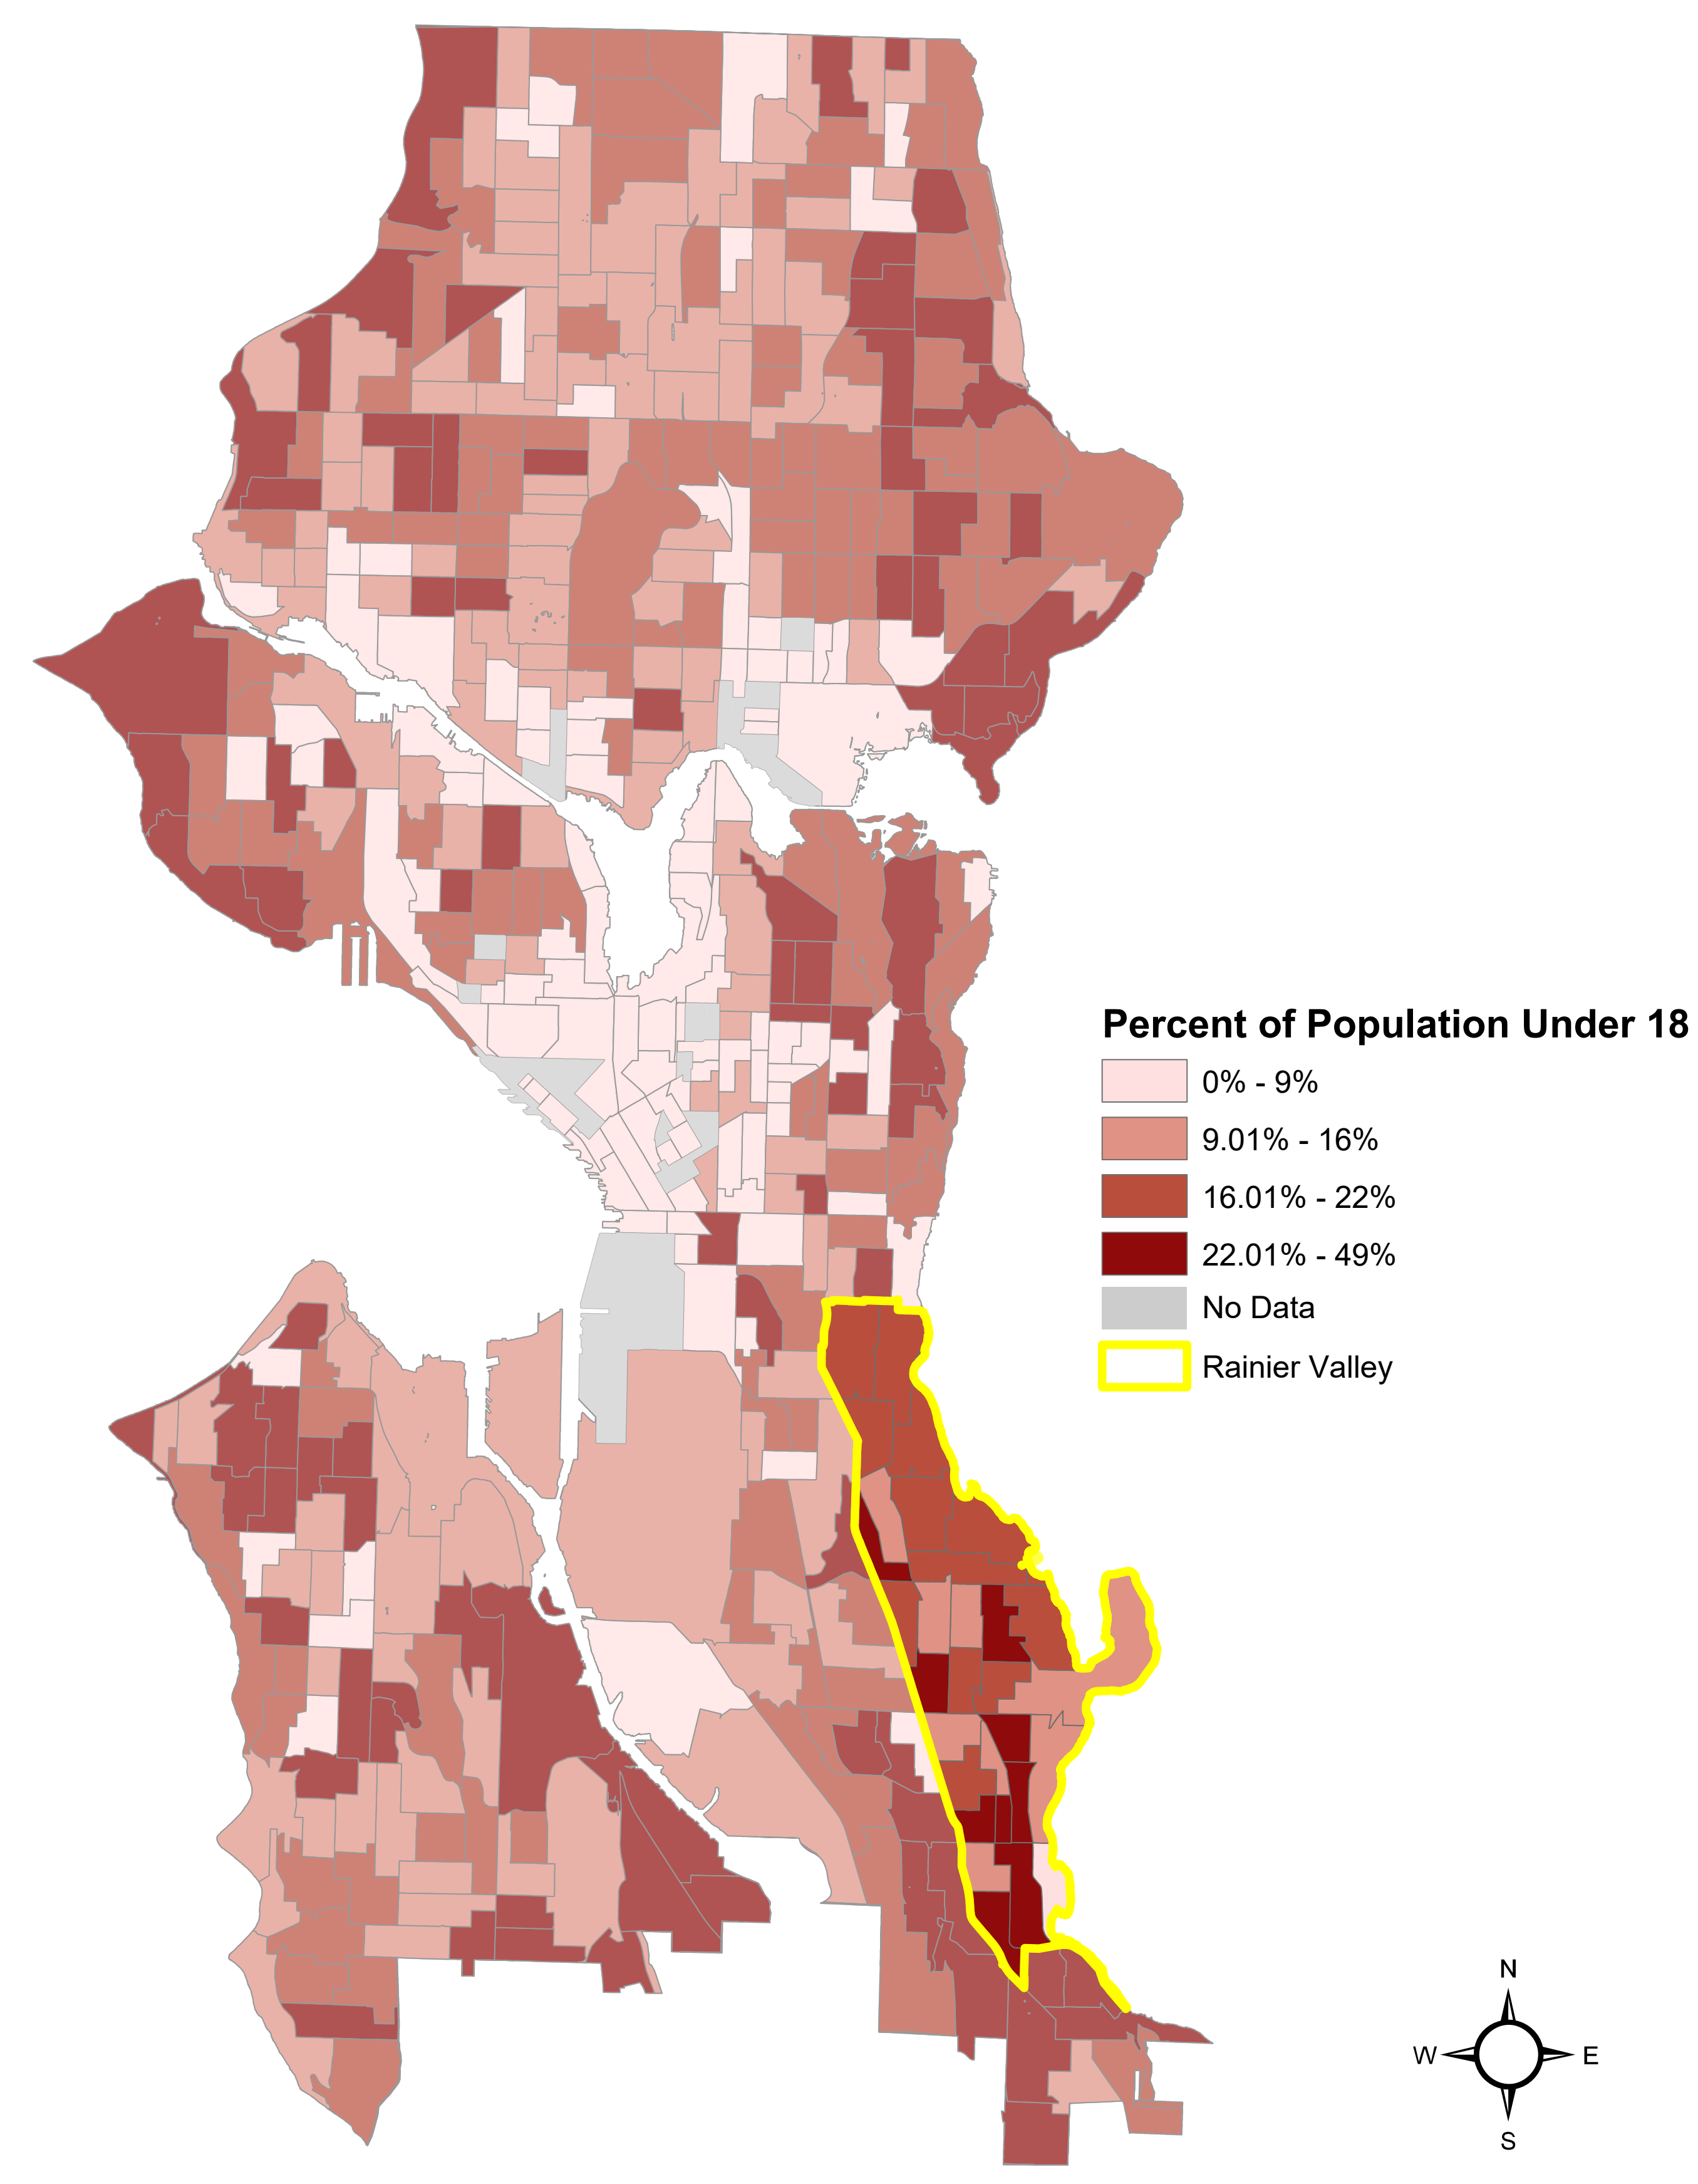 Percent of Population Under 18
0% - 9%
9.01% - 16%
16.01% - 22%
22.01% - 49%
No Data
Rainier Valley
N
W
E
S